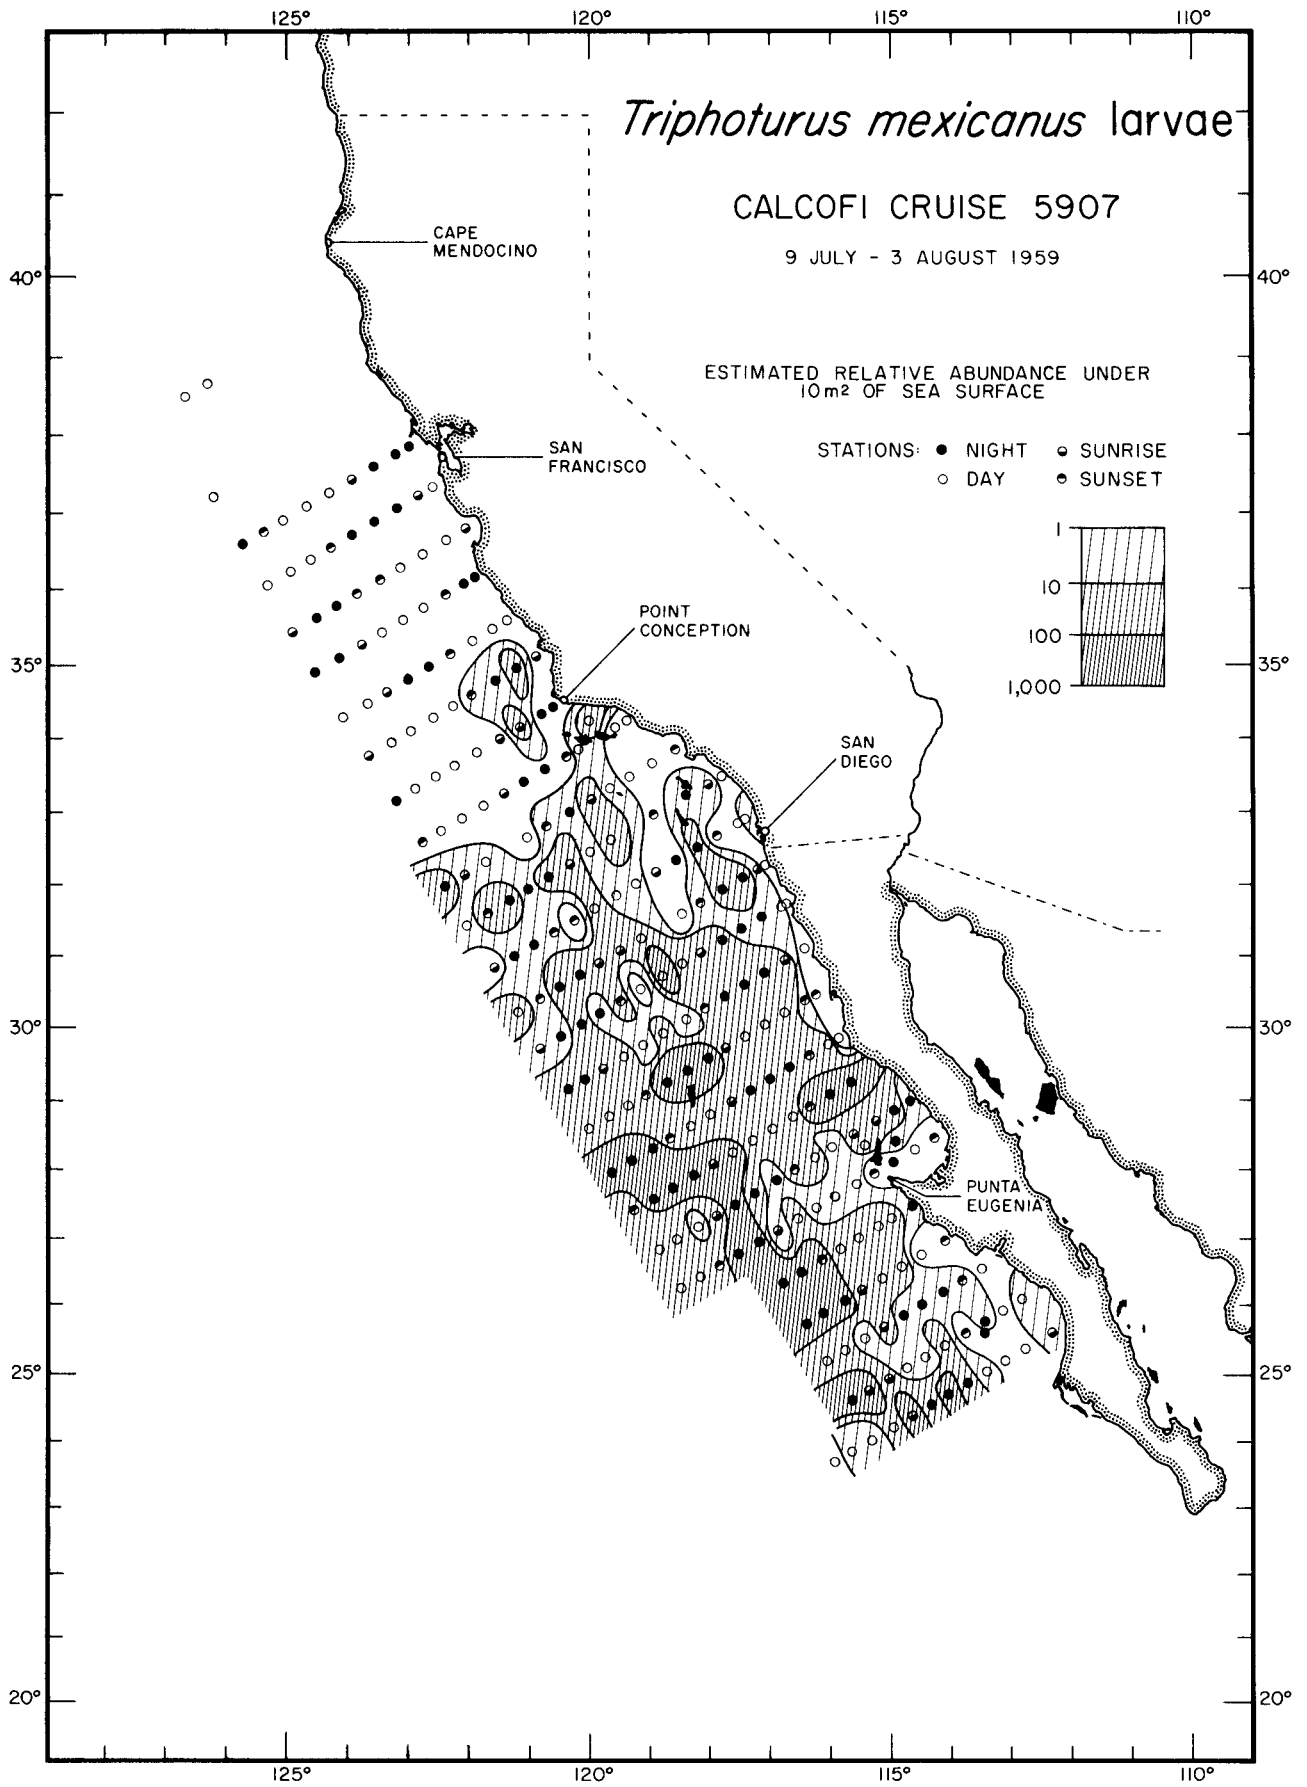 125° 120° 115° 110°
Triphoturus mexicanus larvae
CALCOFI CRUISE 5907
9 JULY - 3 AUGUST 1959
CAPE
MENDOCINO
40° 40°
ESTIMATED RELATIVE ABUNDANCE UNDER
10m2 OF SEA SURFACE
STATIONS: NIGHT SUNRISE
DAY SUNSET
SAN
FRANCISCO
1
10
100
1,000
POINT
CONCEPTION
35° 35°
SAN
DIEGO
30° 30°
PUNTA
EUGENIA
25° 25°
20° 20°
125° 120° 115° 110°